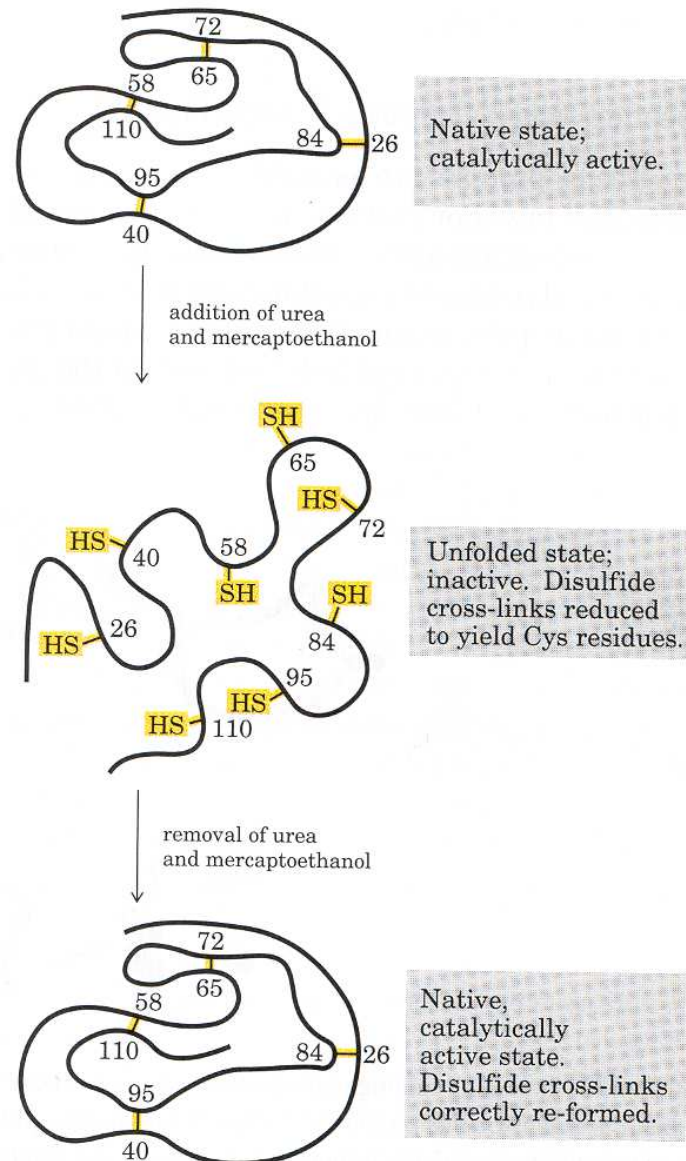 72
65
58
110
84
26
95
40
Native state;
catalytically active.
addition of urea
and mercaptoethanol
SH
65
HS
72
HS
40
58
SH
SH
84
26
HS
95
HS
HS
110
Unfolded state;
inactive. Disulfide
cross-links reduced
to yield Cys residues.
removal of urea
and mercaptoethanol
72
65
58
110
84
26
95
40
Native,
catalytically
active state.
Disulfide cross-links
correctly re-formed.